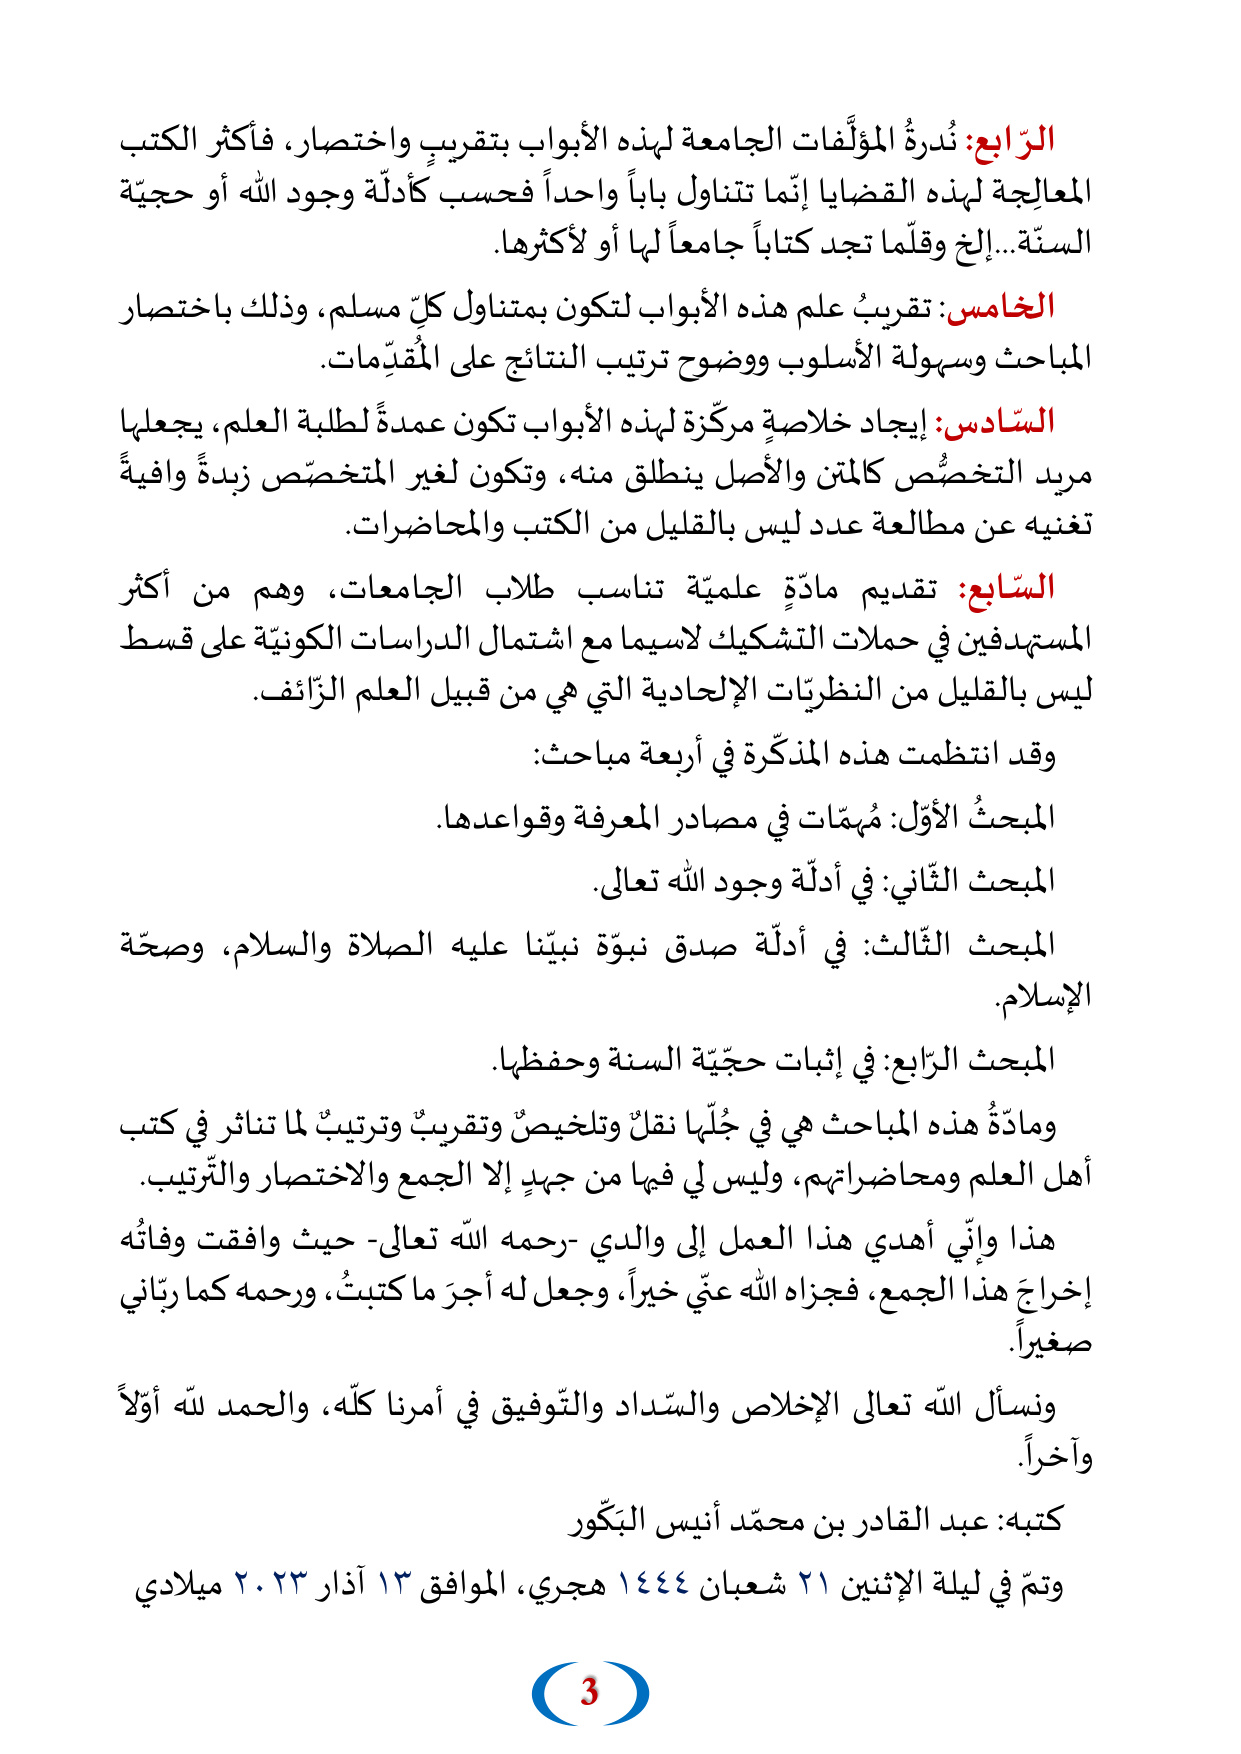 الرّابع: نُدرةُ المؤلَّفات الجامعة لهذه الأبواب بتقريبٍ واختصار، فأكثر الكتب
المعالِجة لهذه القضايا إنّما تتناول باباً واحداً فحسب كأدلّة وجود الله أو حجيّة
السنّة...إلخ وقلّما تجد كتاباً جامعاً لها أو لأكثرها.
الخامس: تقريبُ علم هذه الأبواب لتكون بمتناول كلِّ مسلم، وذلك باختصار
المباحث وسهولة الأسلوب ووضوح ترتيب النتائج على المُقدِّمات.
السّادس: إيجاد خلاصةٍ مركّزة لهذه الأبواب تكون عمدةً لطلبة العلم، يجعلها
مريد التخصُّص كالمتن والأصل ينطلق منه، وتكون لغير المتخصّص زبدةً وافيةً
تغنيه عن مطالعة عدد ليس بالقليل من الكتب والمحاضرات.
السّابع: تقديم مادّةٍ علميّة تناسب طلاب الجامعات، وهم من أكثر
المستهدفين في حملات التشكيك لاسيما مع اشتمال الدراسات الكونيّة على قسط
ليس بالقليل من النظريّات الإلحادية التي هي من قبيل العلم الزّائف.
وقد انتظمت هذه المذكّرة في أربعة مباحث:
المبحثُ الأوّل: مُهمّات في مصادر المعرفة وقواعدها.
المبحث الثّاني: في أدلّة وجود الله تعالى.
المبحث الثّالث: في أدلّة صدق نبوّة نبيّنا عليه الصلاة والسلام، وصحّة
الإسلام.
المبحث الرّابع: في إثبات حجّيّة السنة وحفظها.
ومادّةُ هذه المباحث هي في جُلّها نقلٌ وتلخيصٌ وتقريبٌ وترتيبٌ لما تناثر في كتب
أهل العلم ومحاضراتهم، وليس لي فيها من جهدٍ إلا الجمع والاختصار والتّرتيب.
هذا وإنّي أهدي هذا العمل إلى والدي -رحمه الله تعالى- حيث وافقت وفاتُه
إخراجَ هذا الجمع، فجزاه الله عنّي خيراً، وجعل له أجرَ ما كتبتُ، ورحمه كما ربّاني
صغيراً.
ونسأل الله تعالى الإخلاص والسّداد والتّوفيق في أمرنا كلّه، والحمد لله أوّلاً
وآخراً.
كتبه: عبد القادر بن محمّد أنيس البَكّور
وتمّ في ليلة الإثنين ٢١ شعبان ١٤٤٤ هجري، الموافق ١٣ آذار ٢٠٢٣ ميلادي
3